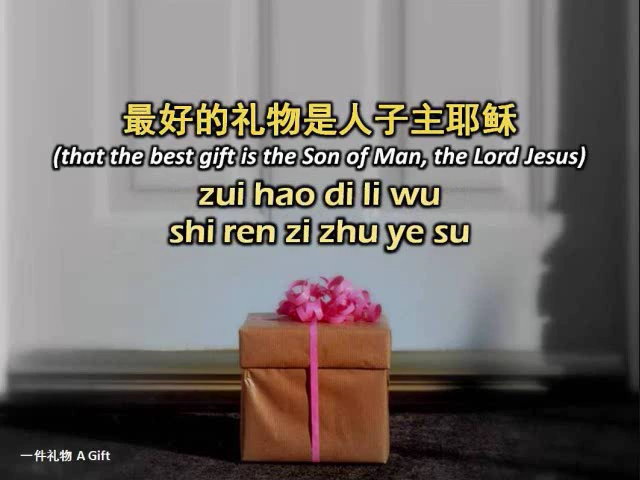 最好的礼物是人子主耶稣
(that the best gift is the Son of Man, the Lord Jesus)
zui hao di li wu
shi ren zi zhu ye su
一件礼物 A Gift